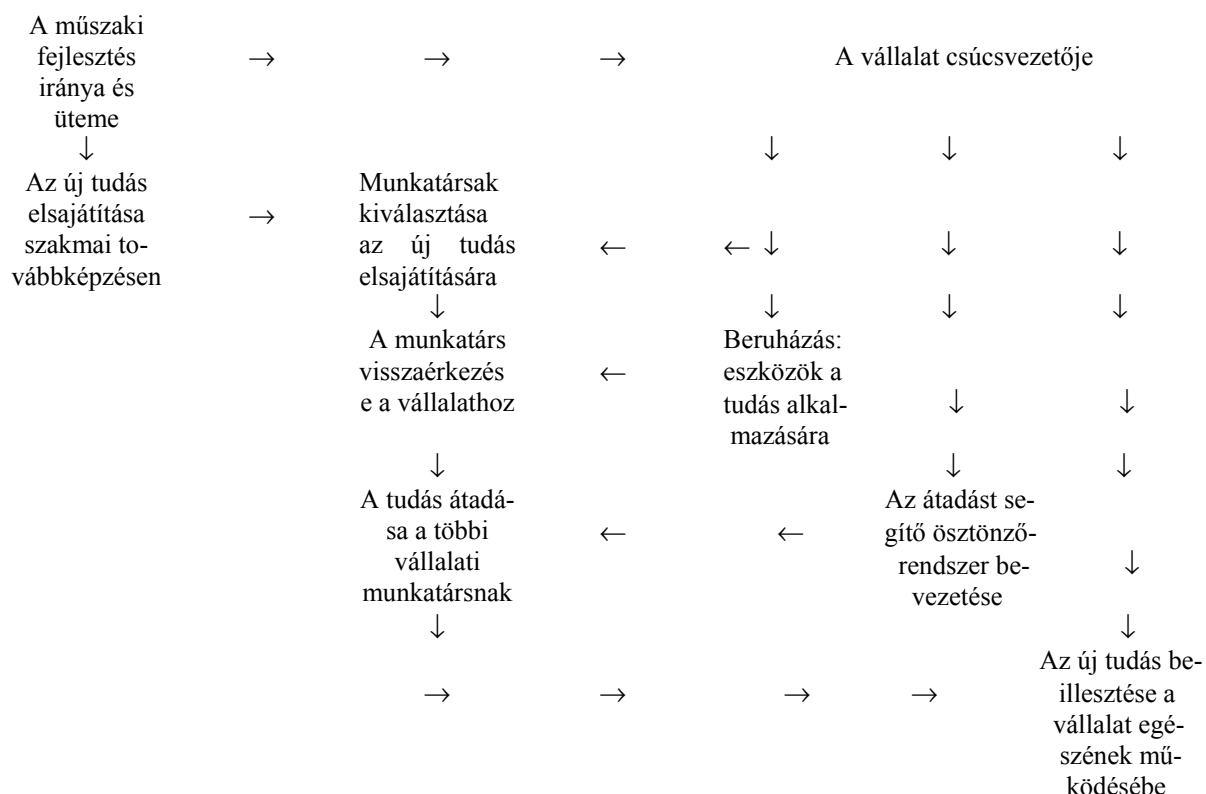 A műszaki
fejlesztés
iránya és
üteme
→ → →
A vállalat csúcsvezetője
↓ ↓ ↓ ↓
Az új tudás
elsajátítása
szakmai to-
vábbképzésen
→
Munkatársak
kiválasztása
az új tudás
elsajátítására
← ← ↓ ↓ ↓
↓ ↓ ↓ ↓
A munkatárs
visszaérkezés
e a vállalathoz
←
Beruházás:
eszközök a
tudás alkal-
mazására
↓ ↓
↓ ↓ ↓
A tudás átadá-
sa a többi
vállalati
munkatársnak
← ←
Az átadást se-
gítő ösztönző-
rendszer be-
vezetése
↓
↓ ↓
→ → → →
Az új tudás be-
illesztése a
vállalat egé-
szének mű-
ködésébe